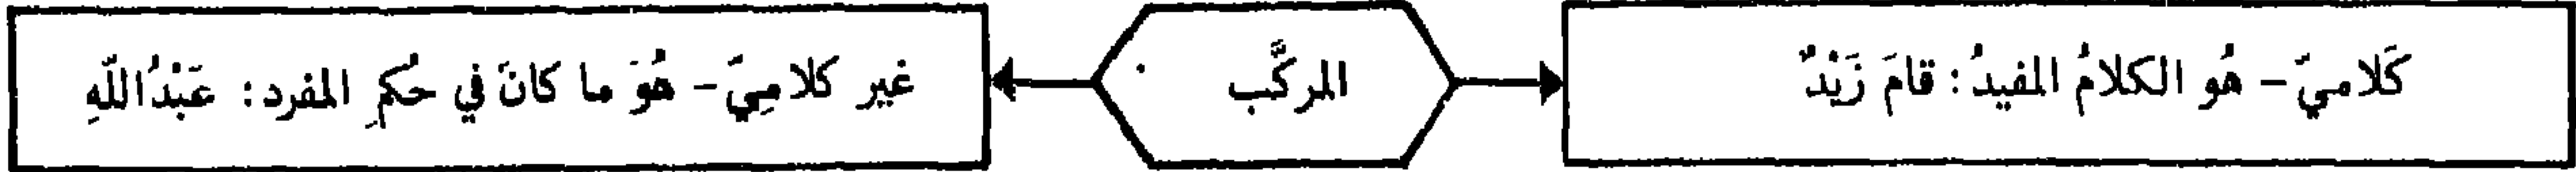 كَلاميّ - هُو الكلامُ المفيدُ: قامَ زَيْدٌ
المركَّب
غير كلامِيّ - هُوَ ما كانَ في حُكمِ المفرد: عَبْدُ اللّهِ